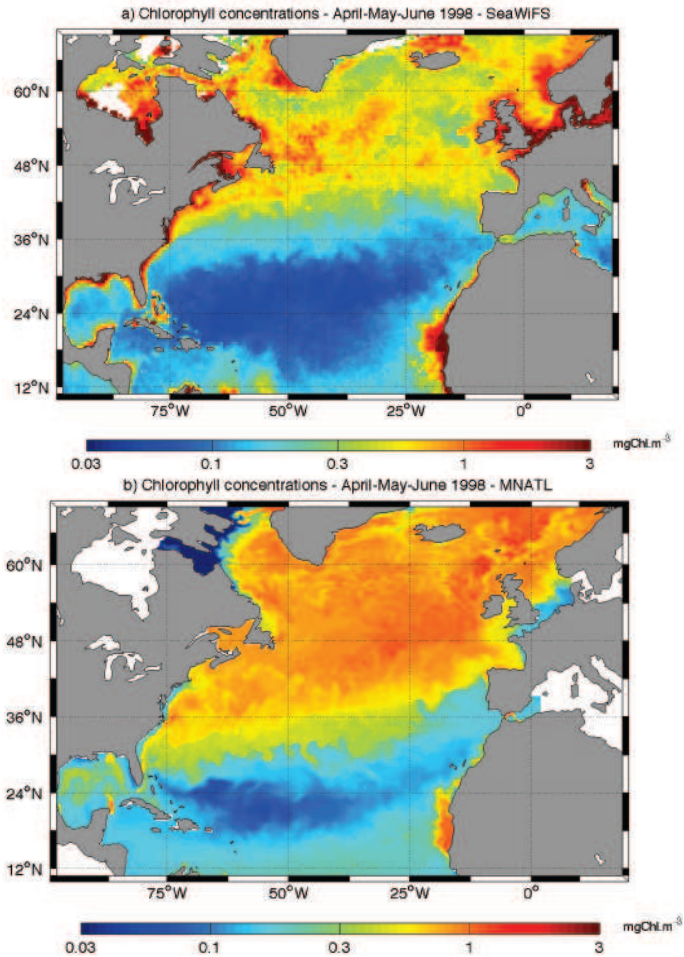 a) Chlorophyll concentrations - April-May-June 1998 - SeaWiFS
60°N
48°N
36°N
24°N
12°N
75°W 50°W 25°W 0°
mgChl.m⁻³
0.03 0.1 0.3 1 3
b) Chlorophyll concentrations - April-May-June 1998 - MNATL
60°N
48°N
36°N
24°N
12°N
75°W 50°W 25°W 0°
mgChl.m⁻³
0.03 0.1 0.3 1 3